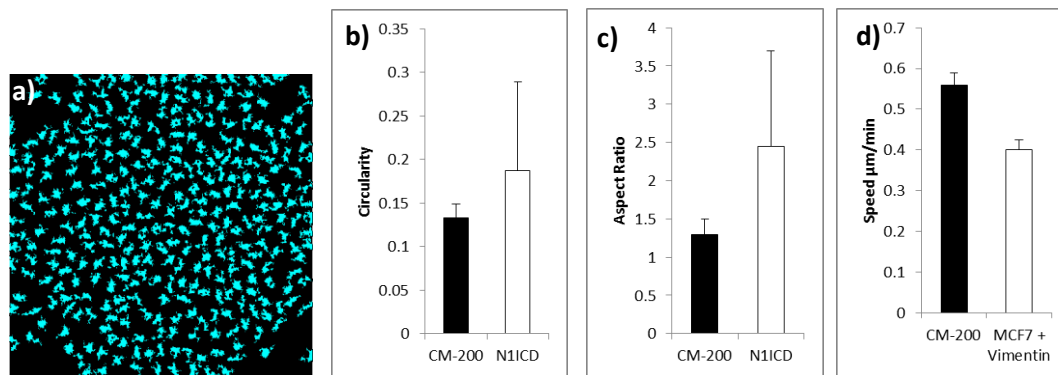 a)
b)
Circularity
0.35
0.3
0.25
0.2
0.15
0.1
0.05
0
CM-200 N1ICD
c)
Aspect Ratio
4
3.5
3
2.5
2
1.5
1
0.5
0
CM-200 N1ICD
d)
Speed µm/min
0.7
0.6
0.5
0.4
0.3
0.2
0.1
0
CM-200 MCF7 +
Vimentin